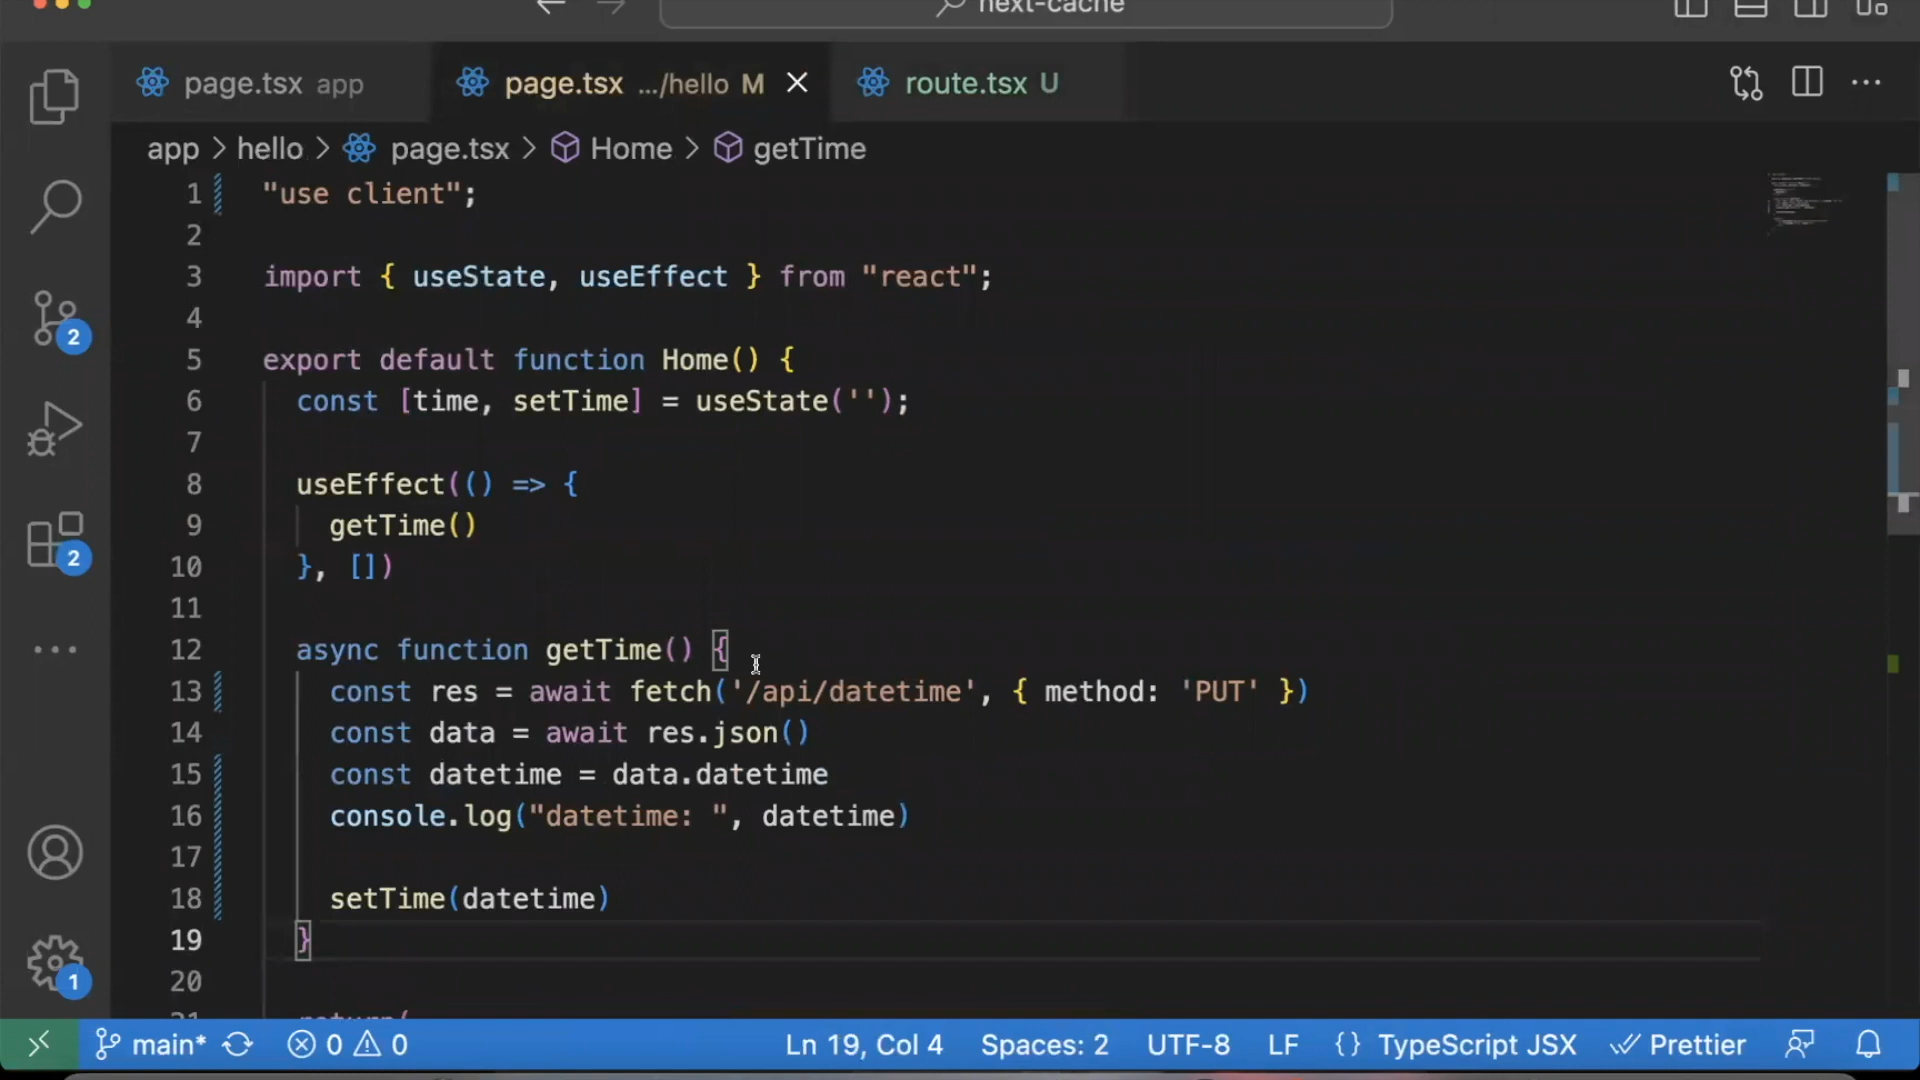 next-cache
page.tsx app
page.tsx .../hello M
route.tsx U
app > hello > page.tsx > Home > getTime
1 "use client";
2
3 import { useState, useEffect } from "react";
4
5 export default function Home() {
6 const [time, setTime] = useState('');
7
8 useEffect(() => {
9 getTime()
10 }, [])
11
12 async function getTime() {
13 const res = await fetch('/api/datetime', { method: 'PUT' })
14 const data = await res.json()
15 const datetime = data.datetime
16 console.log("datetime: ", datetime)
17
18 setTime(datetime)
19 }
20
21 return(
2
2
1
main* 0 0 Ln 19, Col 4 Spaces: 2 UTF-8 LF {} TypeScript JSX Prettier